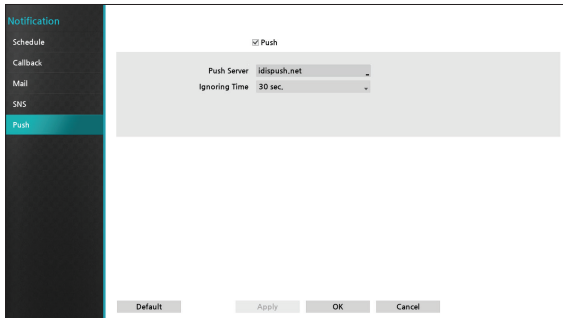 Notification
Schedule
Callback
Mail
SNS
Push
Push
Push Server idispush.net
Ignoring Time 30 sec.
Default Apply OK Cancel